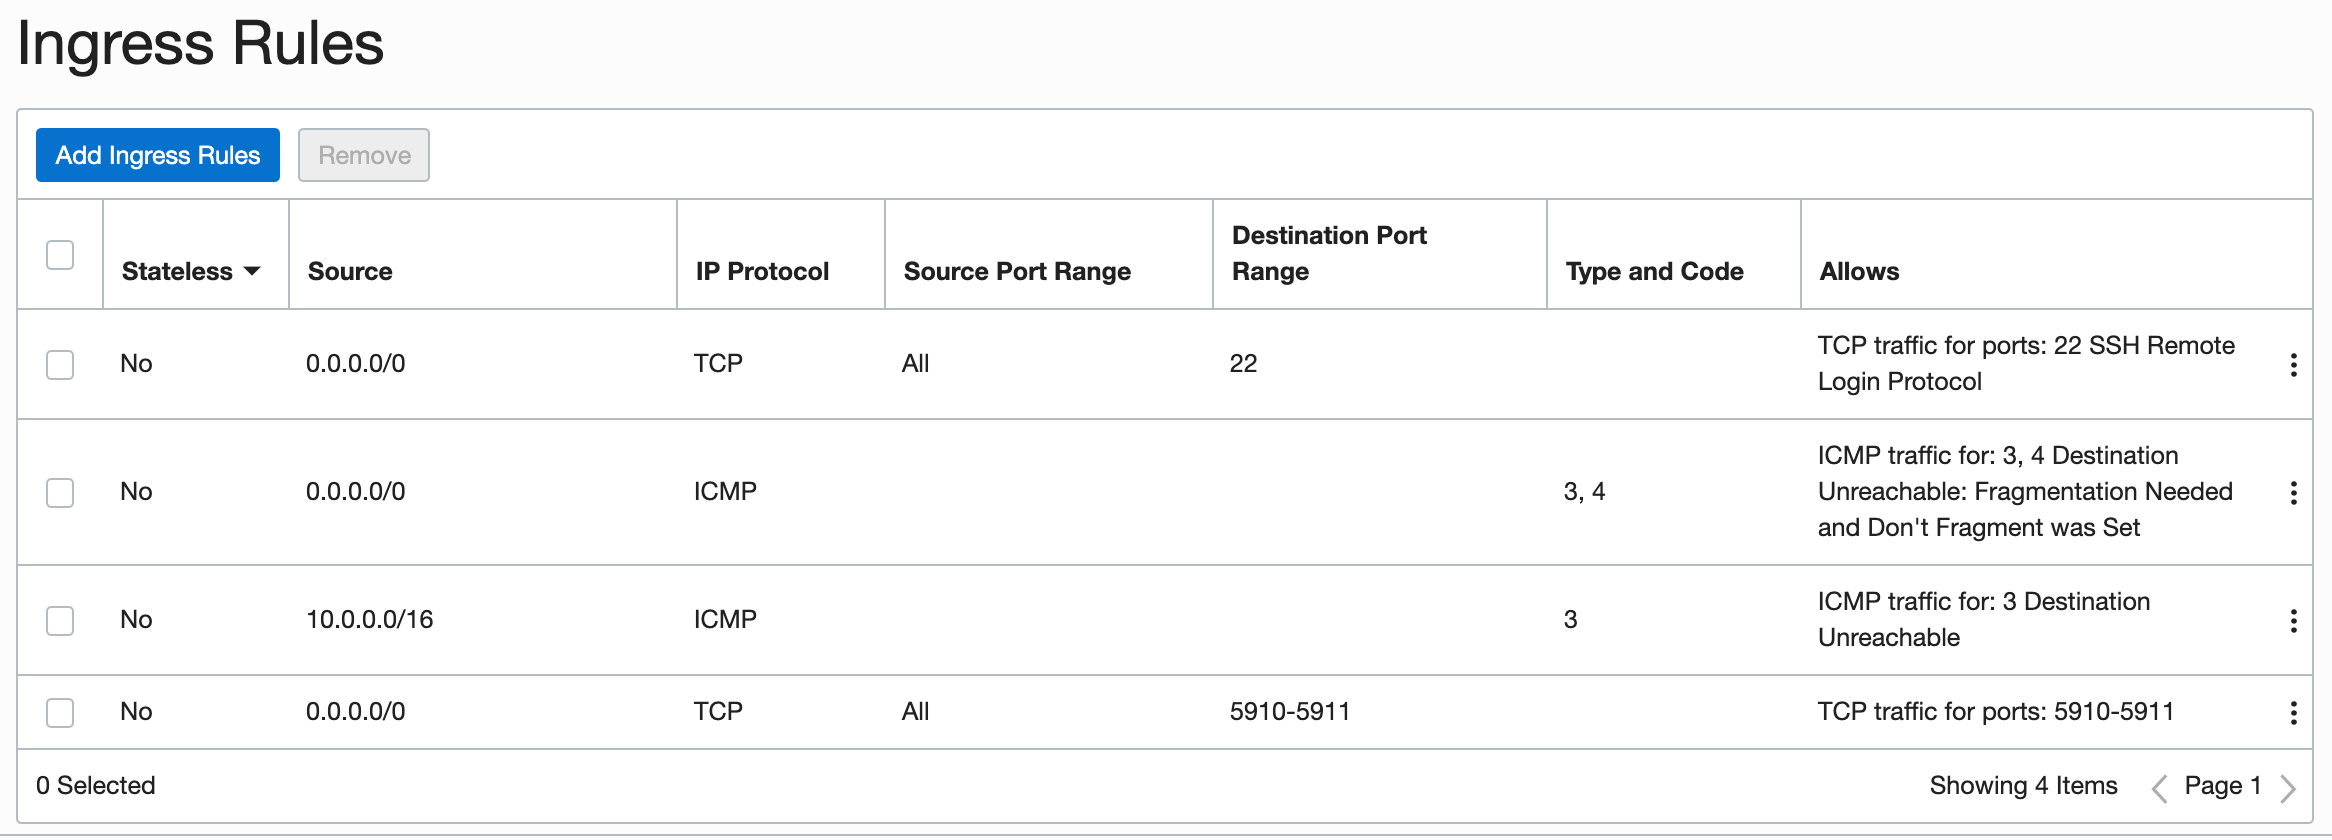 Ingress Rules
Add Ingress Rules
Remove
Stateless
Source
IP Protocol
Source Port Range
Destination Port
Range
Type and Code
Allows
No
0.0.0.0/0
TCP
All
22
TCP traffic for ports: 22 SSH Remote
Login Protocol
No
0.0.0.0/0
ICMP
3, 4
ICMP traffic for: 3, 4 Destination
Unreachable: Fragmentation Needed
and Don't Fragment was Set
No
10.0.0.0/16
ICMP
3
ICMP traffic for: 3 Destination
Unreachable
No
0.0.0.0/0
TCP
All
5910-5911
TCP traffic for ports: 5910-5911
0 Selected
Showing 4 Items
Page 1